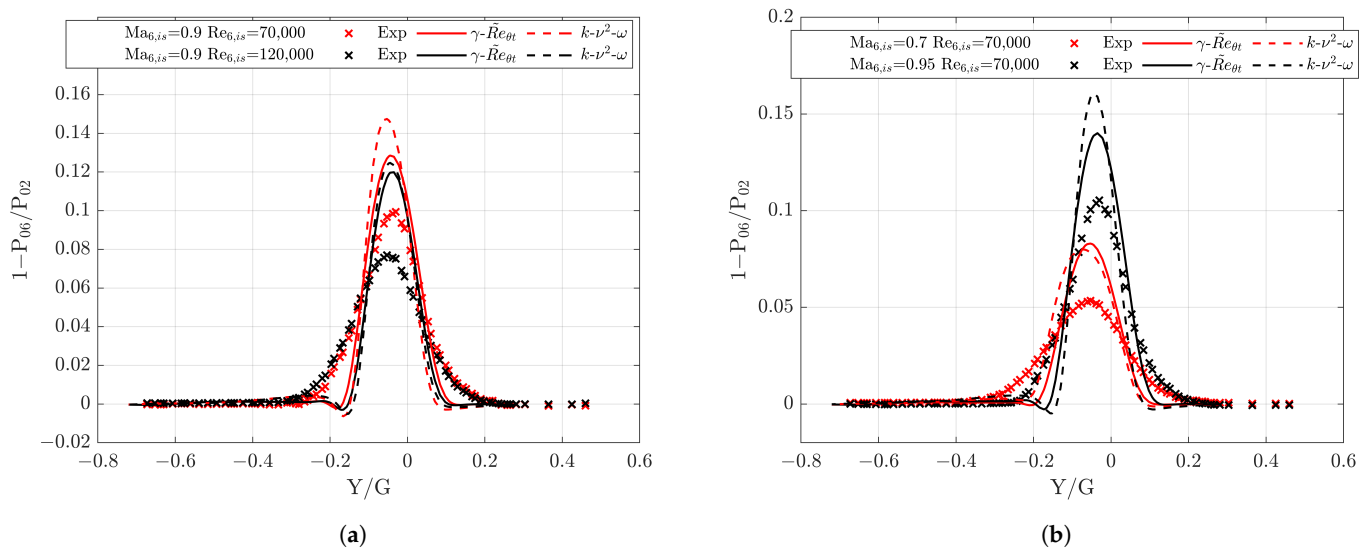 Ma6,is=0.9 Re6,is=70,000 Exp γ-R̃eθt k-ν²-ω
Ma6,is=0.9 Re6,is=120,000 Exp γ-R̃eθt k-ν²-ω
0.16
0.14
0.12
0.1
0.08
0.06
0.04
0.02
0
−0.02
1−P06/P02
−0.8 −0.6 −0.4 −0.2 0 0.2 0.4 0.6
Y/G
(a)
0.2
Ma6,is=0.7 Re6,is=70,000 Exp γ-R̃eθt k-ν²-ω
Ma6,is=0.95 Re6,is=70,000 Exp γ-R̃eθt k-ν²-ω
0.15
0.1
0.05
0
1−P06/P02
−0.8 −0.6 −0.4 −0.2 0 0.2 0.4 0.6
Y/G
(b)